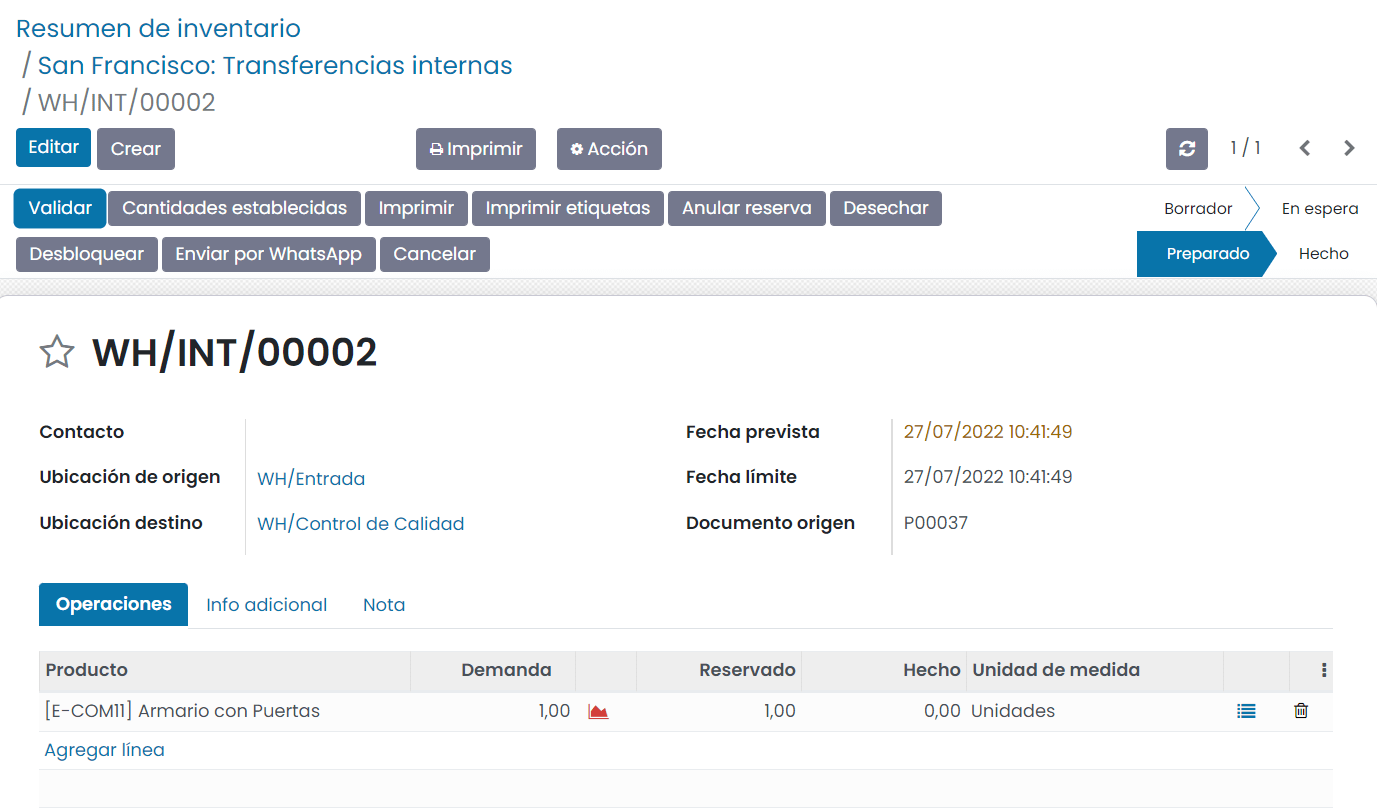 Resumen de inventario
/ San Francisco: Transferencias internas
/ WH/INT/00002
Editar Crear Imprimir Acción 1 / 1
Validar Cantidades establecidas Imprimir Imprimir etiquetas Anular reserva Desechar Borrador En espera
Desbloquear Enviar por WhatsApp Cancelar Preparado Hecho
WH/INT/00002
Contacto Fecha prevista 27/07/2022 10:41:49
Ubicación de origen WH/Entrada Fecha límite 27/07/2022 10:41:49
Ubicación destino WH/Control de Calidad Documento origen P00037
Operaciones Info adicional Nota
Producto Demanda Reservado Hecho Unidad de medida
[E-COM11] Armario con Puertas 1,00 1,00 0,00 Unidades
Agregar línea